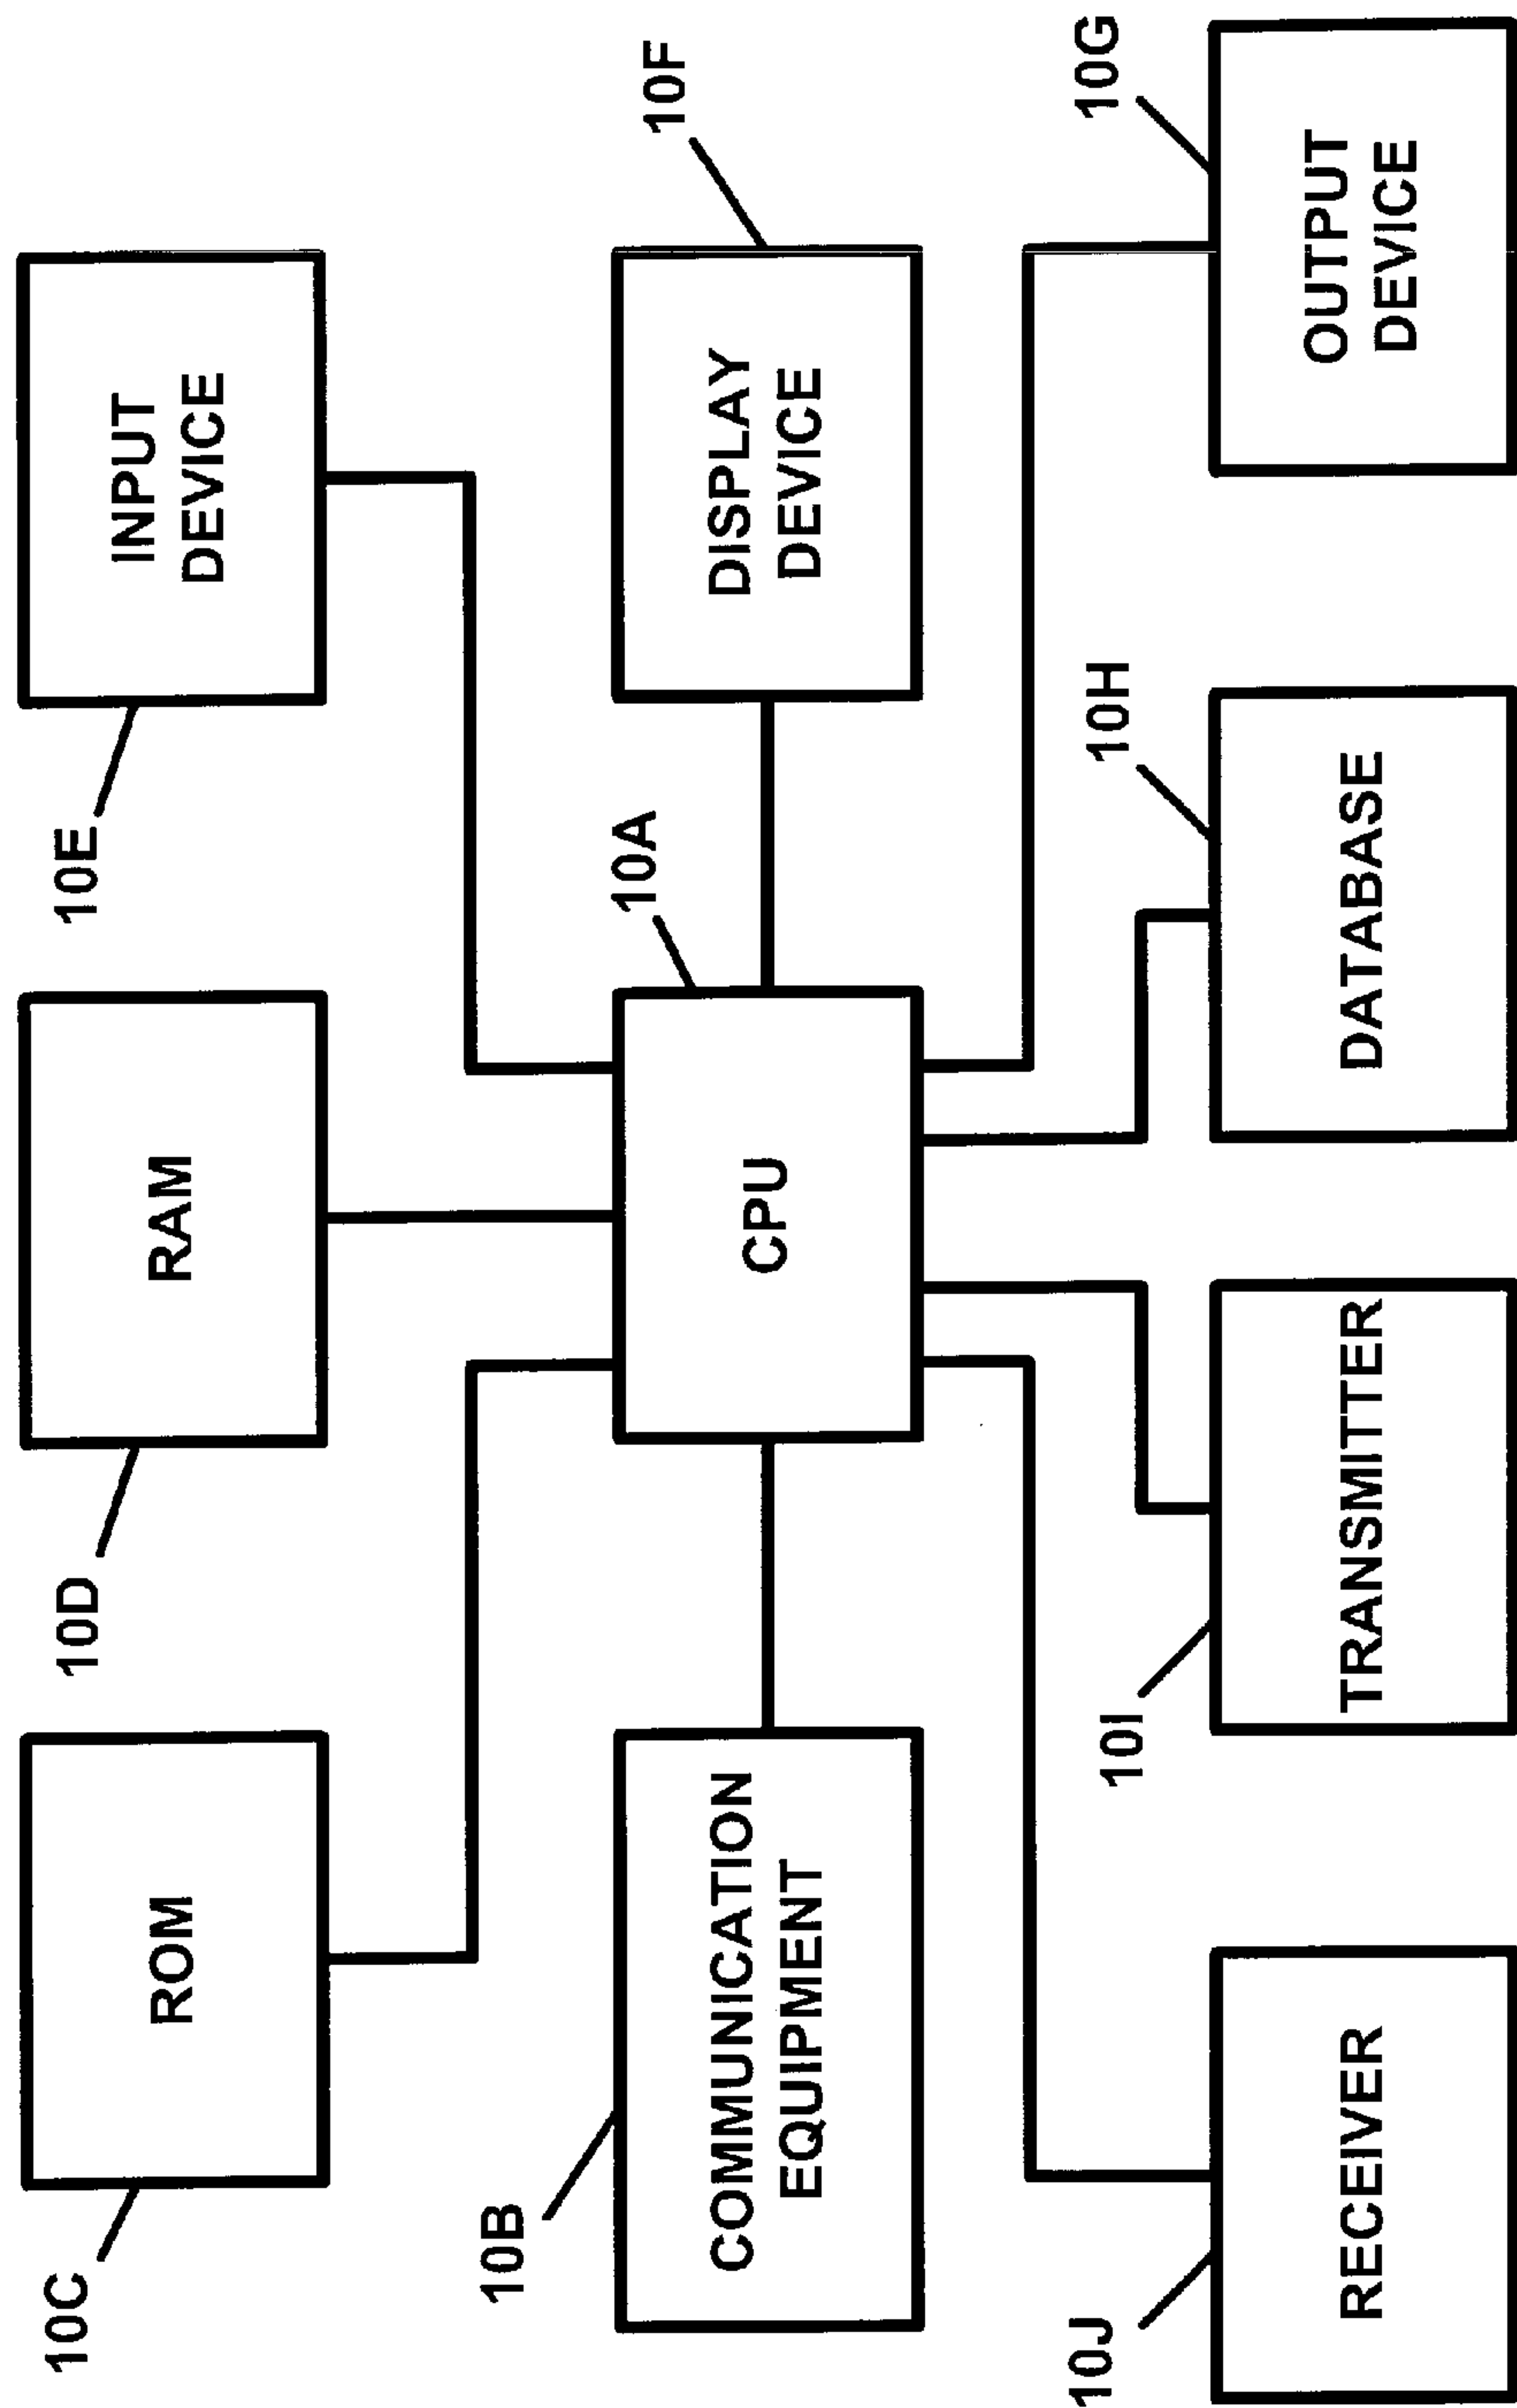 10C
ROM
10D
RAM
10E
INPUT
DEVICE
10B
COMMUNICATION
EQUIPMENT
10A
CPU
10F
DISPLAY
DEVICE
10J
RECEIVER
10I
TRANSMITTER
10H
DATABASE
10G
OUTPUT
DEVICE